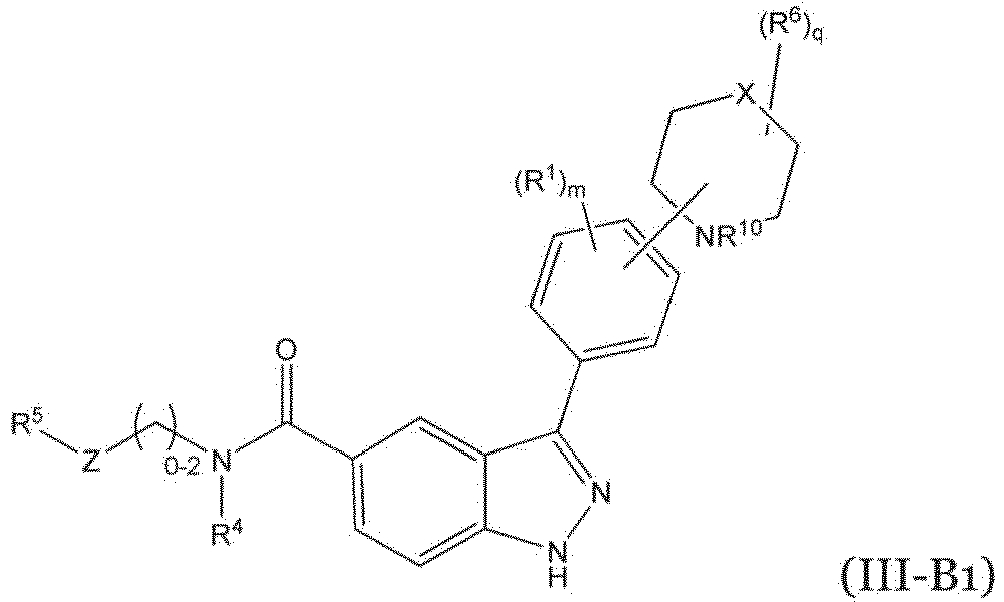 (R⁶)q
X
(R¹)m
NR¹⁰
O
R⁵
Z
( )0-2
N
R⁴
N
N
H
(III-B1)